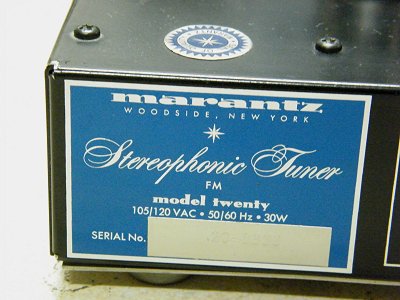 marantz
WOODSIDE, NEW YORK
Stereophonic Tuner
FM
model twenty
105/120 VAC • 50/60 Hz • 30W
SERIAL No.